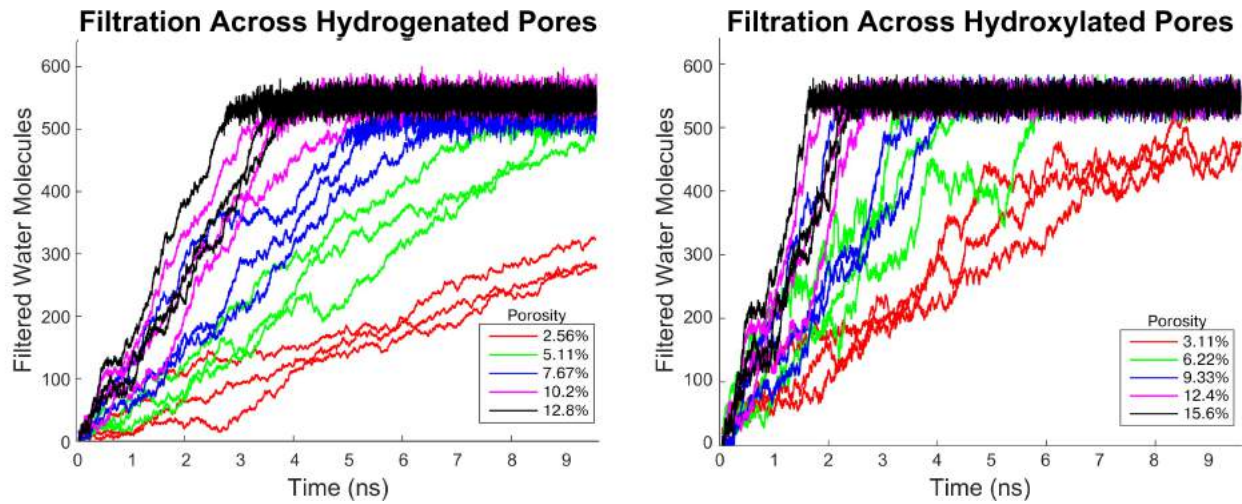 Filtration Across Hydrogenated Pores
Filtered Water Molecules
600
500
400
300
200
100
0
0 1 2 3 4 5 6 7 8 9
Time (ns)
Porosity
2.56%
5.11%
7.67%
10.2%
12.8%
Filtration Across Hydroxylated Pores
Filtered Water Molecules
600
500
400
300
200
100
0
0 1 2 3 4 5 6 7 8 9
Time (ns)
Porosity
3.11%
6.22%
9.33%
12.4%
15.6%